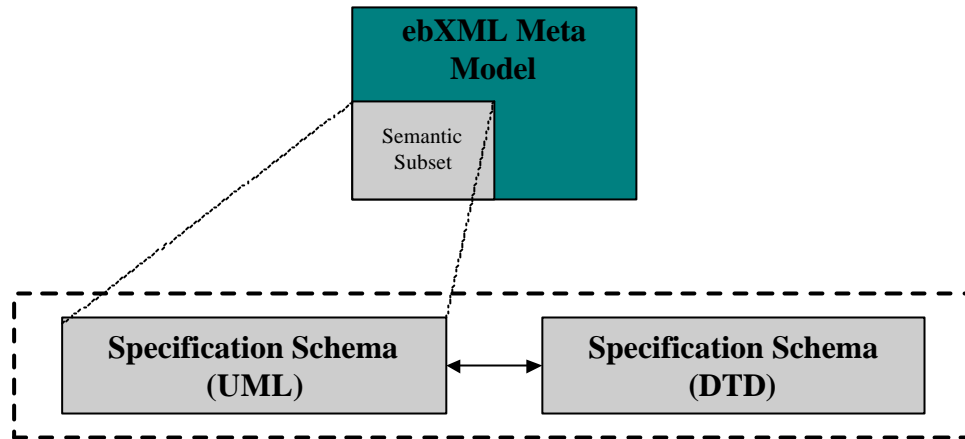 ebXML Meta
Model
Semantic
Subset
Specification Schema
(UML)
Specification Schema
(DTD)